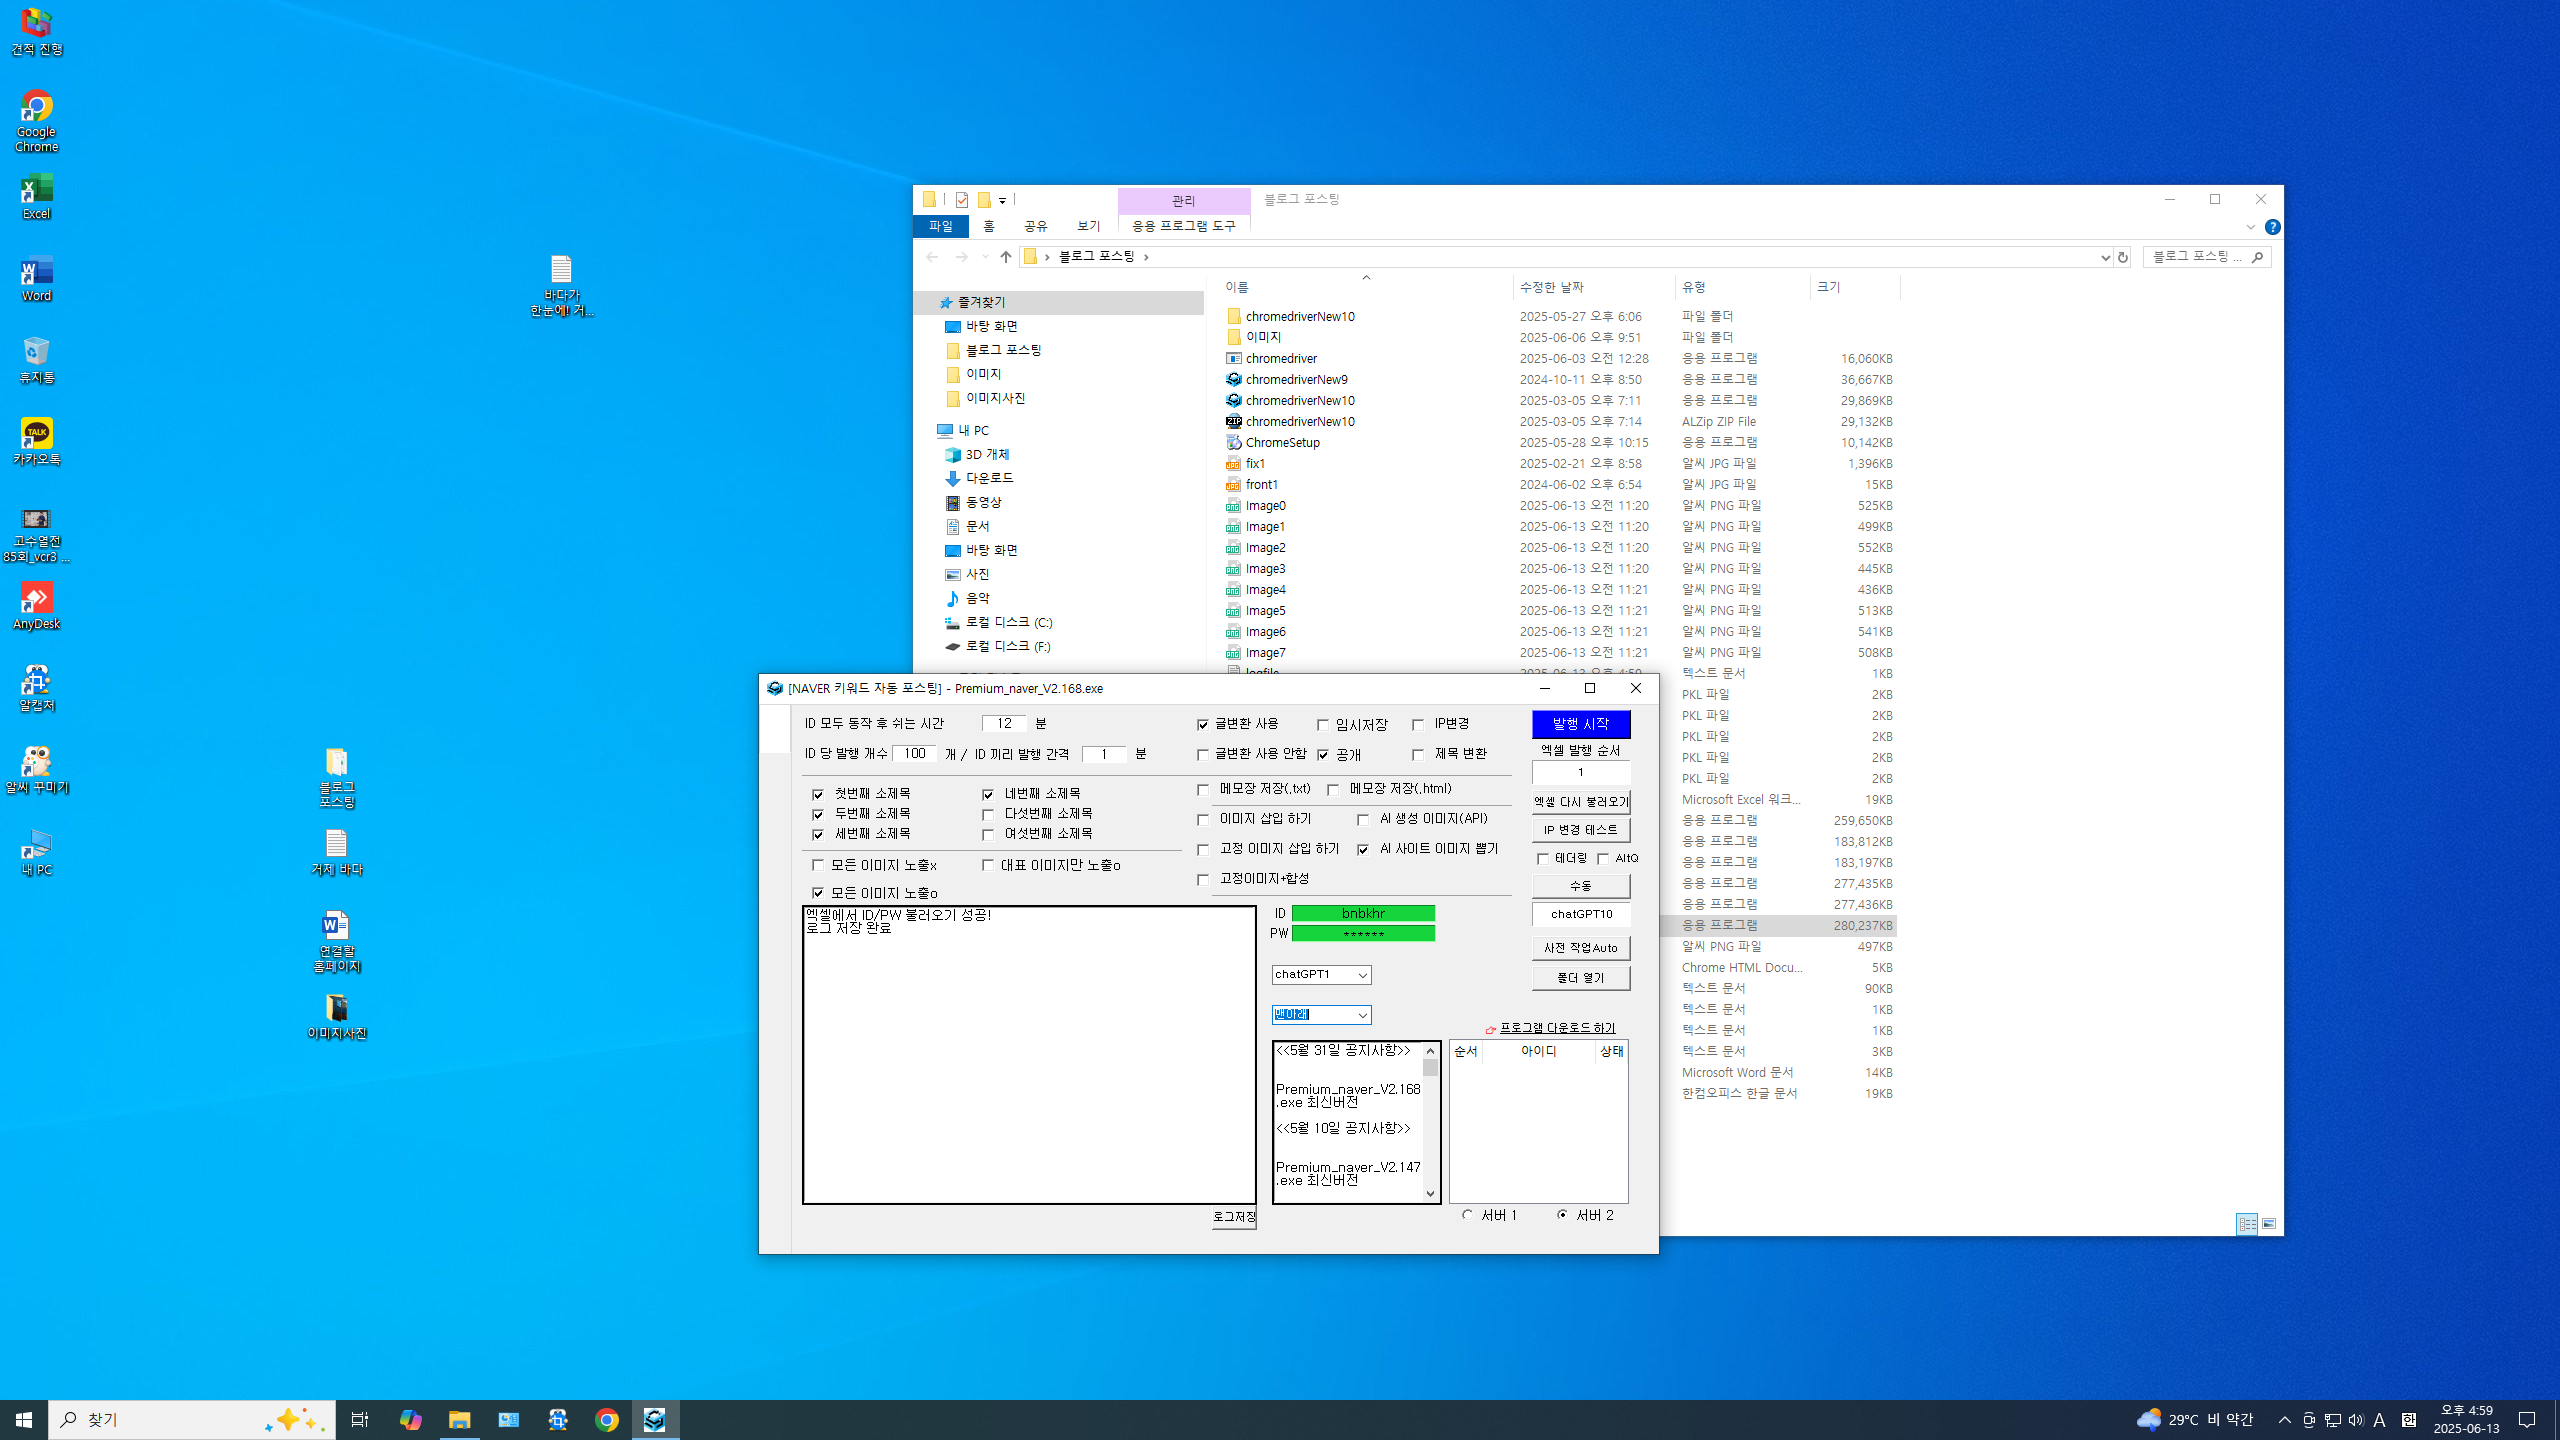 견적 진행
Google
Chrome
Excel
Word
휴지통
카카오톡
고수열전
85회_vcr3 ...
AnyDesk
알캡처
알씨 꾸미기
내 PC
바다가
한눈에! 거...
블로그
포스팅
거제 바다
연결할
홈페이지
이미지사진
관리
블로그 포스팅
파일 홈 공유 보기 응용 프로그램 도구
블로그 포스팅
블로그 포스팅 ...
즐겨찾기
바탕 화면
블로그 포스팅
이미지
이미지사진
내 PC
3D 개체
다운로드
동영상
문서
바탕 화면
사진
음악
로컬 디스크 (C:)
로컬 디스크 (F:)
이름 수정한 날짜 유형 크기
chromedriverNew10 2025-05-27 오후 6:06 파일 폴더
이미지 2025-06-06 오후 9:51 파일 폴더
chromedriver 2025-06-03 오전 12:28 응용 프로그램 16,060KB
chromedriverNew9 2024-10-11 오후 8:50 응용 프로그램 36,667KB
chromedriverNew10 2025-03-05 오후 7:11 응용 프로그램 29,869KB
chromedriverNew10 2025-03-05 오후 7:14 ALZip ZIP File 29,132KB
ChromeSetup 2025-05-28 오후 10:15 응용 프로그램 10,142KB
fix1 2025-02-21 오후 8:58 알씨 JPG 파일 1,396KB
front1 2024-06-02 오후 6:54 알씨 JPG 파일 15KB
Image0 2025-06-13 오전 11:20 알씨 PNG 파일 525KB
Image1 2025-06-13 오전 11:20 알씨 PNG 파일 499KB
Image2 2025-06-13 오전 11:20 알씨 PNG 파일 552KB
Image3 2025-06-13 오전 11:20 알씨 PNG 파일 445KB
Image4 2025-06-13 오전 11:21 알씨 PNG 파일 436KB
Image5 2025-06-13 오전 11:21 알씨 PNG 파일 513KB
Image6 2025-06-13 오전 11:21 알씨 PNG 파일 541KB
Image7 2025-06-13 오전 11:21 알씨 PNG 파일 508KB
logfile 2025-06-13 오후 4:59 텍스트 문서 1KB
PKL 파일 2KB
PKL 파일 2KB
PKL 파일 2KB
PKL 파일 2KB
PKL 파일 2KB
Microsoft Excel 워크... 19KB
응용 프로그램 259,650KB
응용 프로그램 183,812KB
응용 프로그램 183,197KB
응용 프로그램 277,435KB
응용 프로그램 277,436KB
응용 프로그램 280,237KB
알씨 PNG 파일 497KB
Chrome HTML Docu... 5KB
텍스트 문서 90KB
텍스트 문서 1KB
텍스트 문서 1KB
텍스트 문서 3KB
Microsoft Word 문서 14KB
한컴오피스 한글 문서 19KB
[NAVER 키워드 자동 포스팅] - Premium_naver_V2.168.exe
ID 모두 동작 후 쉬는 시간 12 분
ID 당 발행 개수 100 개 / ID 끼리 발행 간격 1 분
글변환 사용 임시저장 IP변경
글변환 사용 안함 공개 제목 변환
첫번째 소제목 네번째 소제목
두번째 소제목 다섯번째 소제목
세번째 소제목 여섯번째 소제목
모든 이미지 노출x 대표 이미지만 노출o
모든 이미지 노출o
메모장 저장(.txt) 메모장 저장(.html)
이미지 삽입 하기 AI 생성 이미지(API)
고정 이미지 삽입 하기 AI 사이트 이미지 뽑기
고정이미지+합성
발행 시작
엑셀 발행 순서
1
엑셀 다시 불러오기
IP 변경 테스트
테더링 AltQ
수동
chatGPT10
사전 작업Auto
폴더 열기
엑셀에서 ID/PW 불러오기 성공!
로그 저장 완료
ID bnbkhr
PW ******
chatGPT1
맨아래
프로그램 다운로드 하기
<<5월 31일 공지사항>>
Premium_naver_V2.168
.exe 최신버전
<<5월 10일 공지사항>>
Premium_naver_V2.147
.exe 최신버전
순서 아이디 상태
로그저장
서버 1 서버 2
찾기
29°C 비 약간
A
한
오후 4:59
2025-06-13